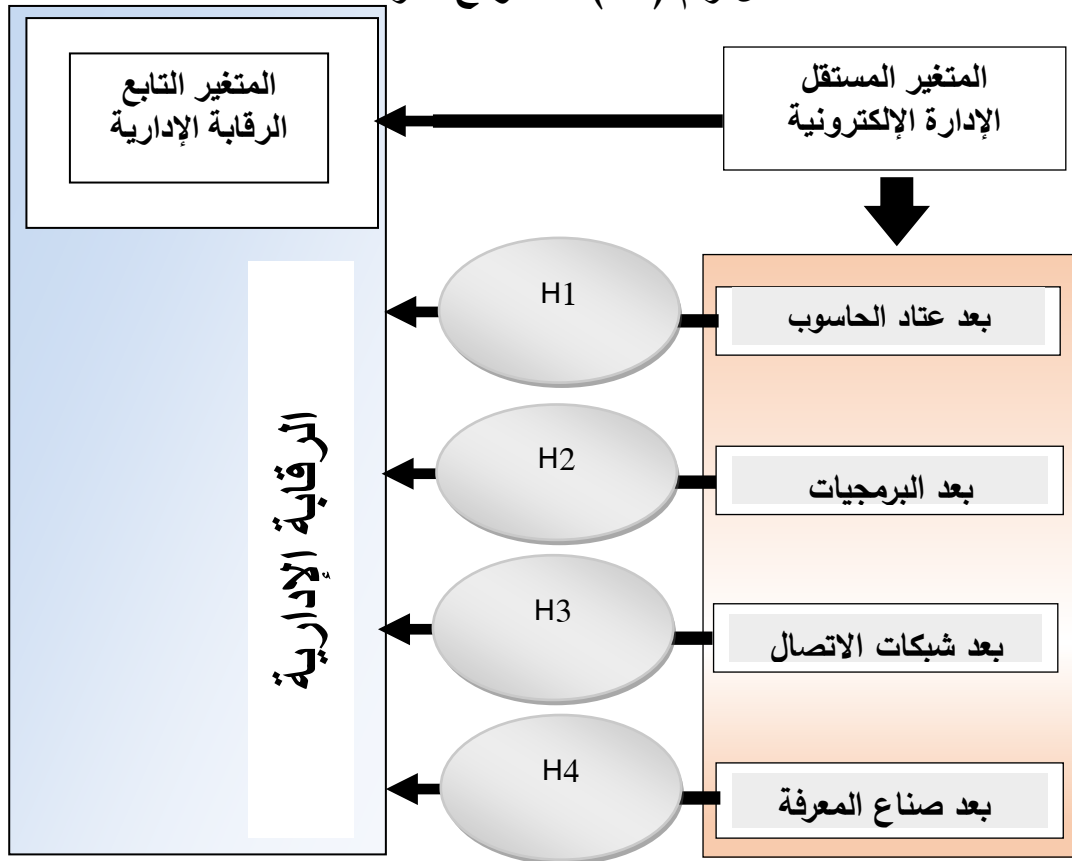 المتغير المستقل
الإدارة الإلكترونية
المتغير التابع
الرقابة الإدارية
بعد عتاد الحاسوب
H1
بعد البرمجيات
H2
بعد شبكات الاتصال
H3
بعد صناع المعرفة
H4
الرقابة الإدارية